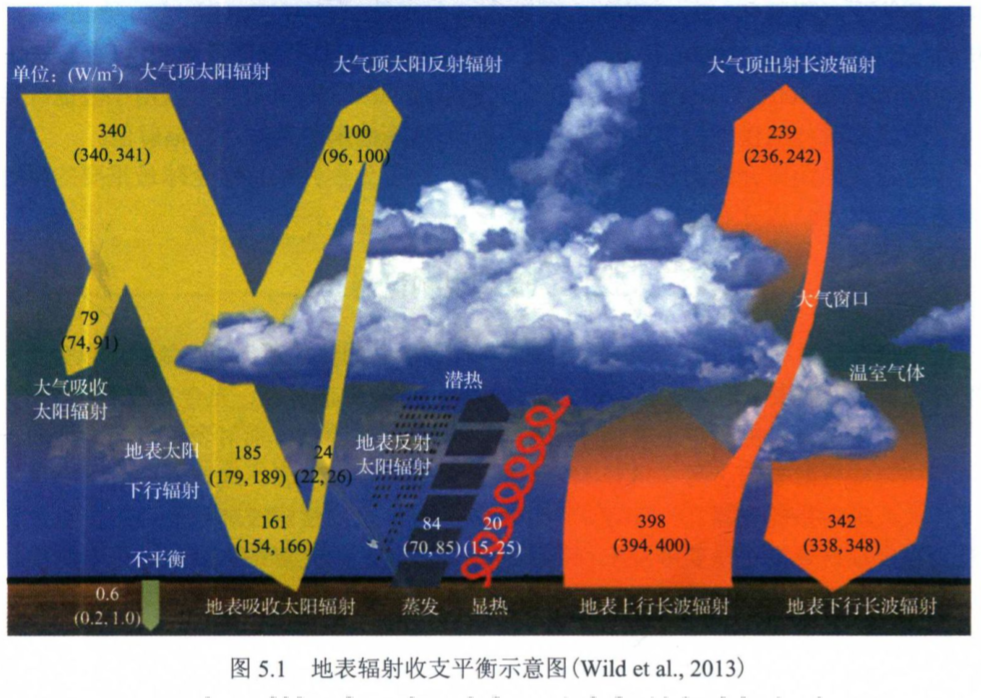 单位：(W/m²)
大气顶太阳辐射
大气顶太阳反射辐射
大气顶出射长波辐射
340
(340, 341)
100
(96, 100)
239
(236, 242)
79
(74, 91)
大气吸收
太阳辐射
大气窗口
温室气体
潜热
地表太阳
下行辐射
185
(179, 189)
24
(22, 26)
地表反射
太阳辐射
161
(154, 166)
84
(70, 85)
20
(15, 25)
398
(394, 400)
342
(338, 348)
不平衡
0.6
(0.2, 1.0)
地表吸收太阳辐射
蒸发
显热
地表上行长波辐射
地表下行长波辐射
图 5.1 地表辐射收支平衡示意图(Wild et al., 2013)